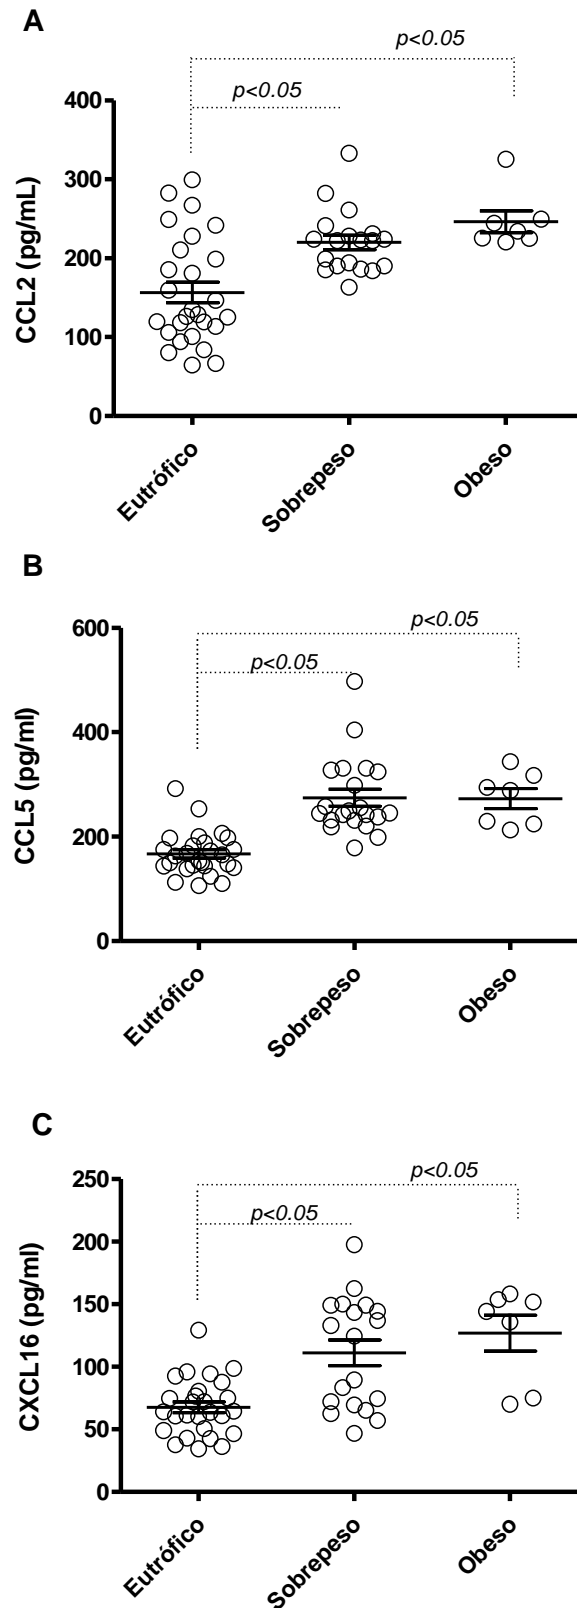 A
p<0.05
p<0.05
400
300
200
100
0
CCL2 (pg/mL)
Eutrófico
Sobrepeso
Obeso
B
p<0.05
p<0.05
600
400
200
0
CCL5 (pg/ml)
Eutrófico
Sobrepeso
Obeso
C
p<0.05
p<0.05
250
200
150
100
50
0
CXCL16 (pg/ml)
Eutrófico
Sobrepeso
Obeso